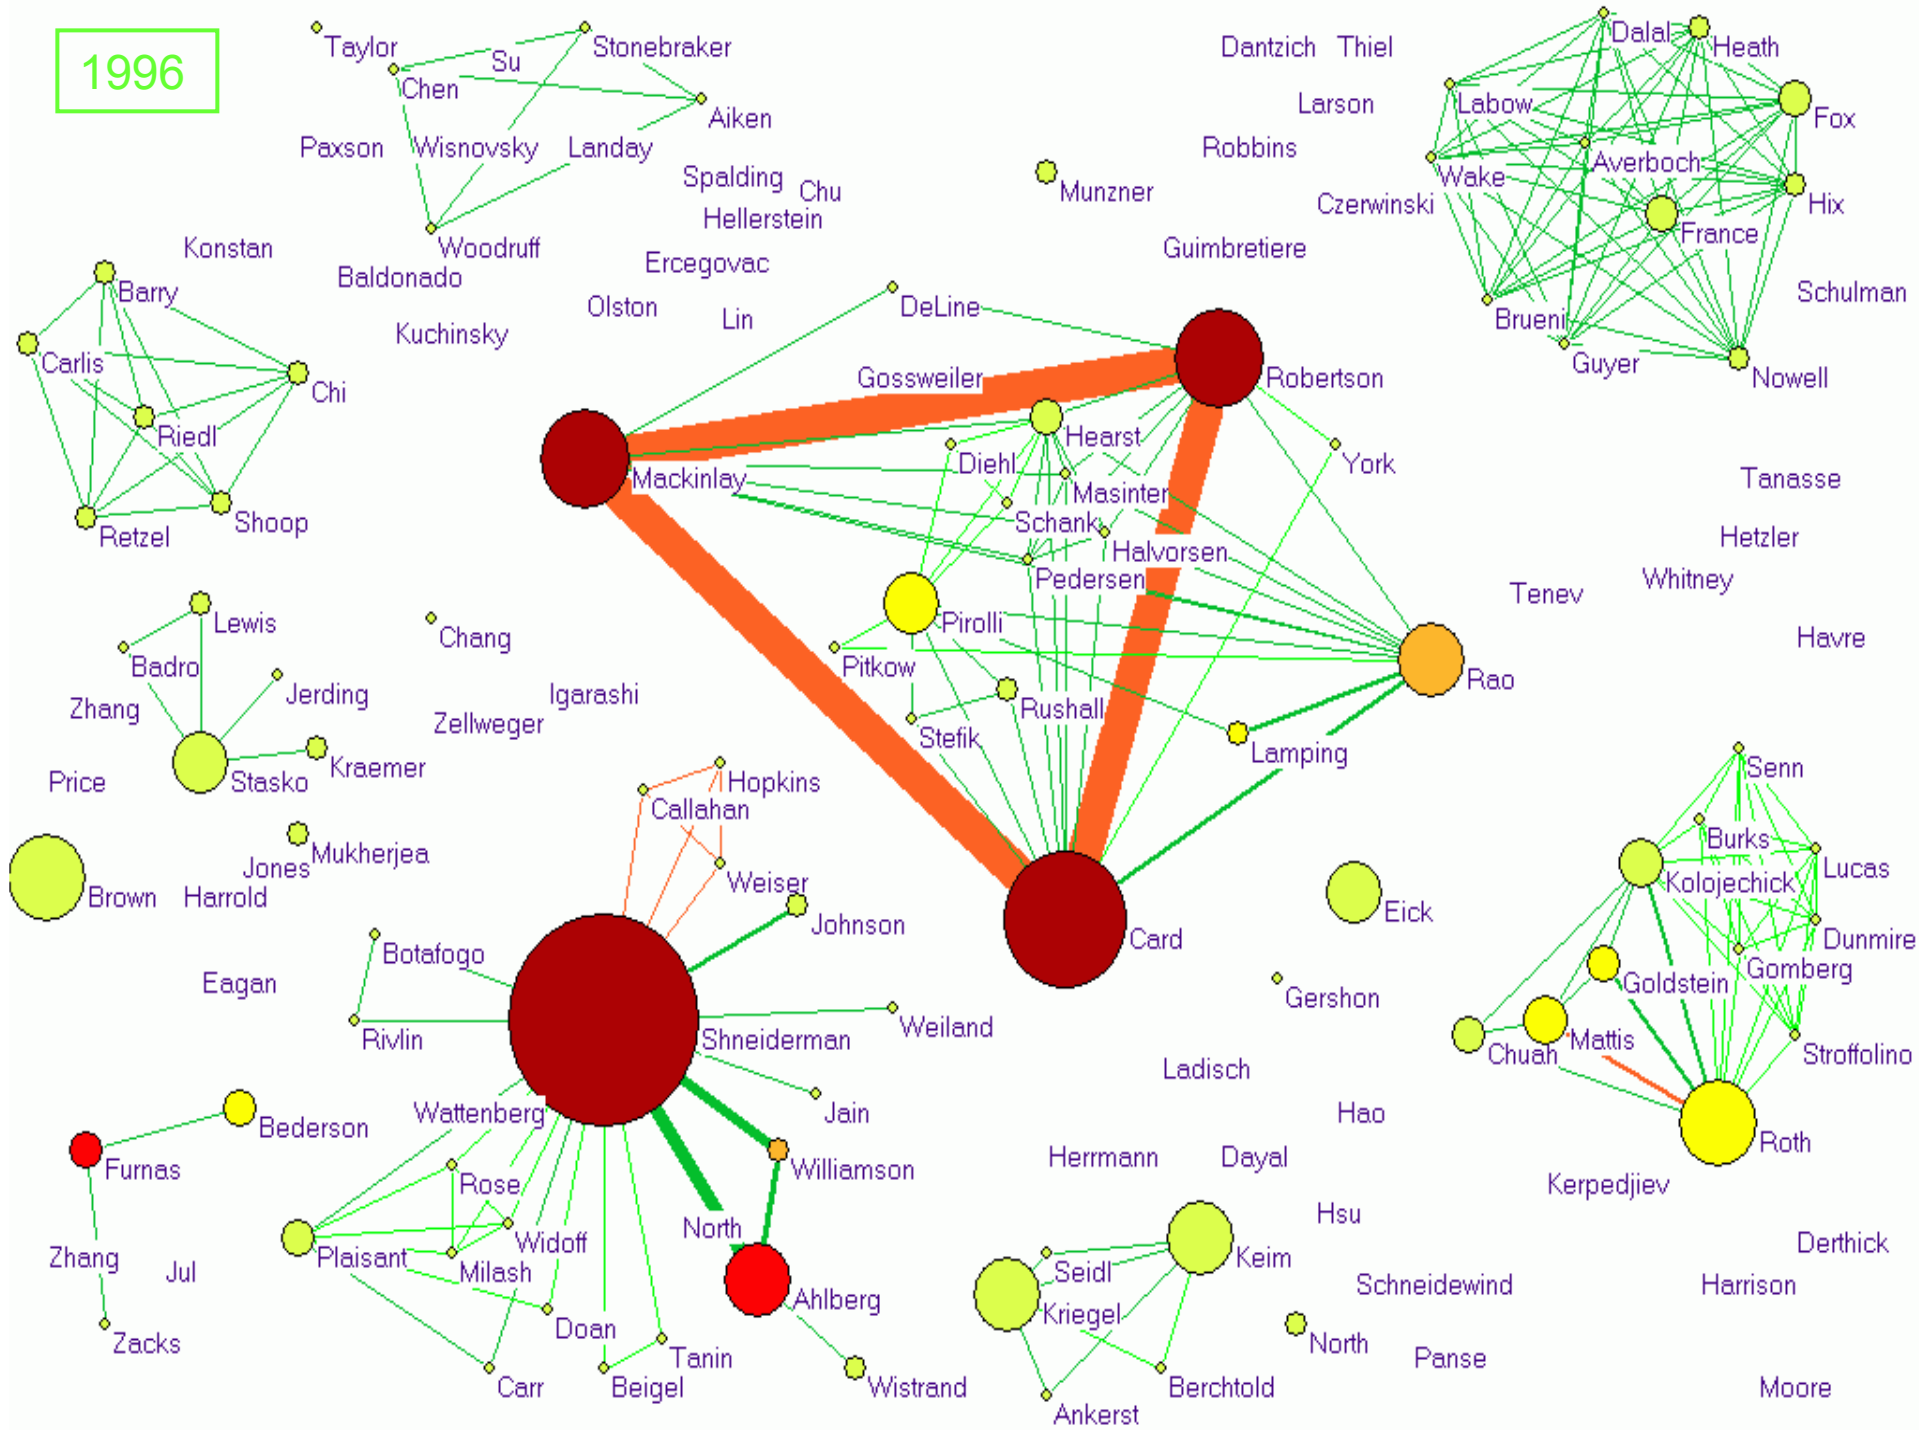 1996
Taylor
Su
Stonebraker
Chen
Aiken
Paxson
Wisnovsky
Landay
Spalding
Chu
Hellerstein
Woodruff
Ercegovac
Konstan
Baldonado
Olston
Lin
Kuchinsky
Dantzich
Thiel
Larson
Robbins
Munzner
Czerwinski
Guimbretiere
Dalal
Heath
Labow
Fox
Averboch
Wake
Hix
France
Schulman
Brueni
Guyer
Nowell
Barry
Carlis
Chi
Riedl
Shoop
Retzel
DeLine
Gossweiler
Robertson
Mackinlay
Hearst
Diehl
York
Masinter
Schank
Halvorsen
Pedersen
Pirolli
Pitkow
Rao
Rushall
Stefik
Lamping
Tanasse
Hetzler
Whitney
Tenev
Havre
Lewis
Badro
Chang
Jerding
Zhang
Igarashi
Zellweger
Stasko
Kraemer
Price
Mukherjea
Jones
Brown
Harrold
Hopkins
Callahan
Weiser
Johnson
Card
Eick
Senn
Burks
Lucas
Kolojechick
Dunmire
Gomberg
Goldstein
Mattis
Chuah
Stroffolino
Roth
Botafogo
Eagan
Rivlin
Shneiderman
Weiland
Gershon
Ladisch
Jain
Wattenberg
Hao
Bederson
Furnas
Williamson
Herrmann
Dayal
Kerpedjiev
Rose
North
Hsu
Widoff
Plaisant
Milash
Zhang
Jul
Seidl
Keim
Derthick
Schneidewind
Harrison
Ahlberg
Kriegel
Doan
Zacks
North
Tanin
Panse
Carr
Beigel
Wistrand
Berchtold
Moore
Ankerst